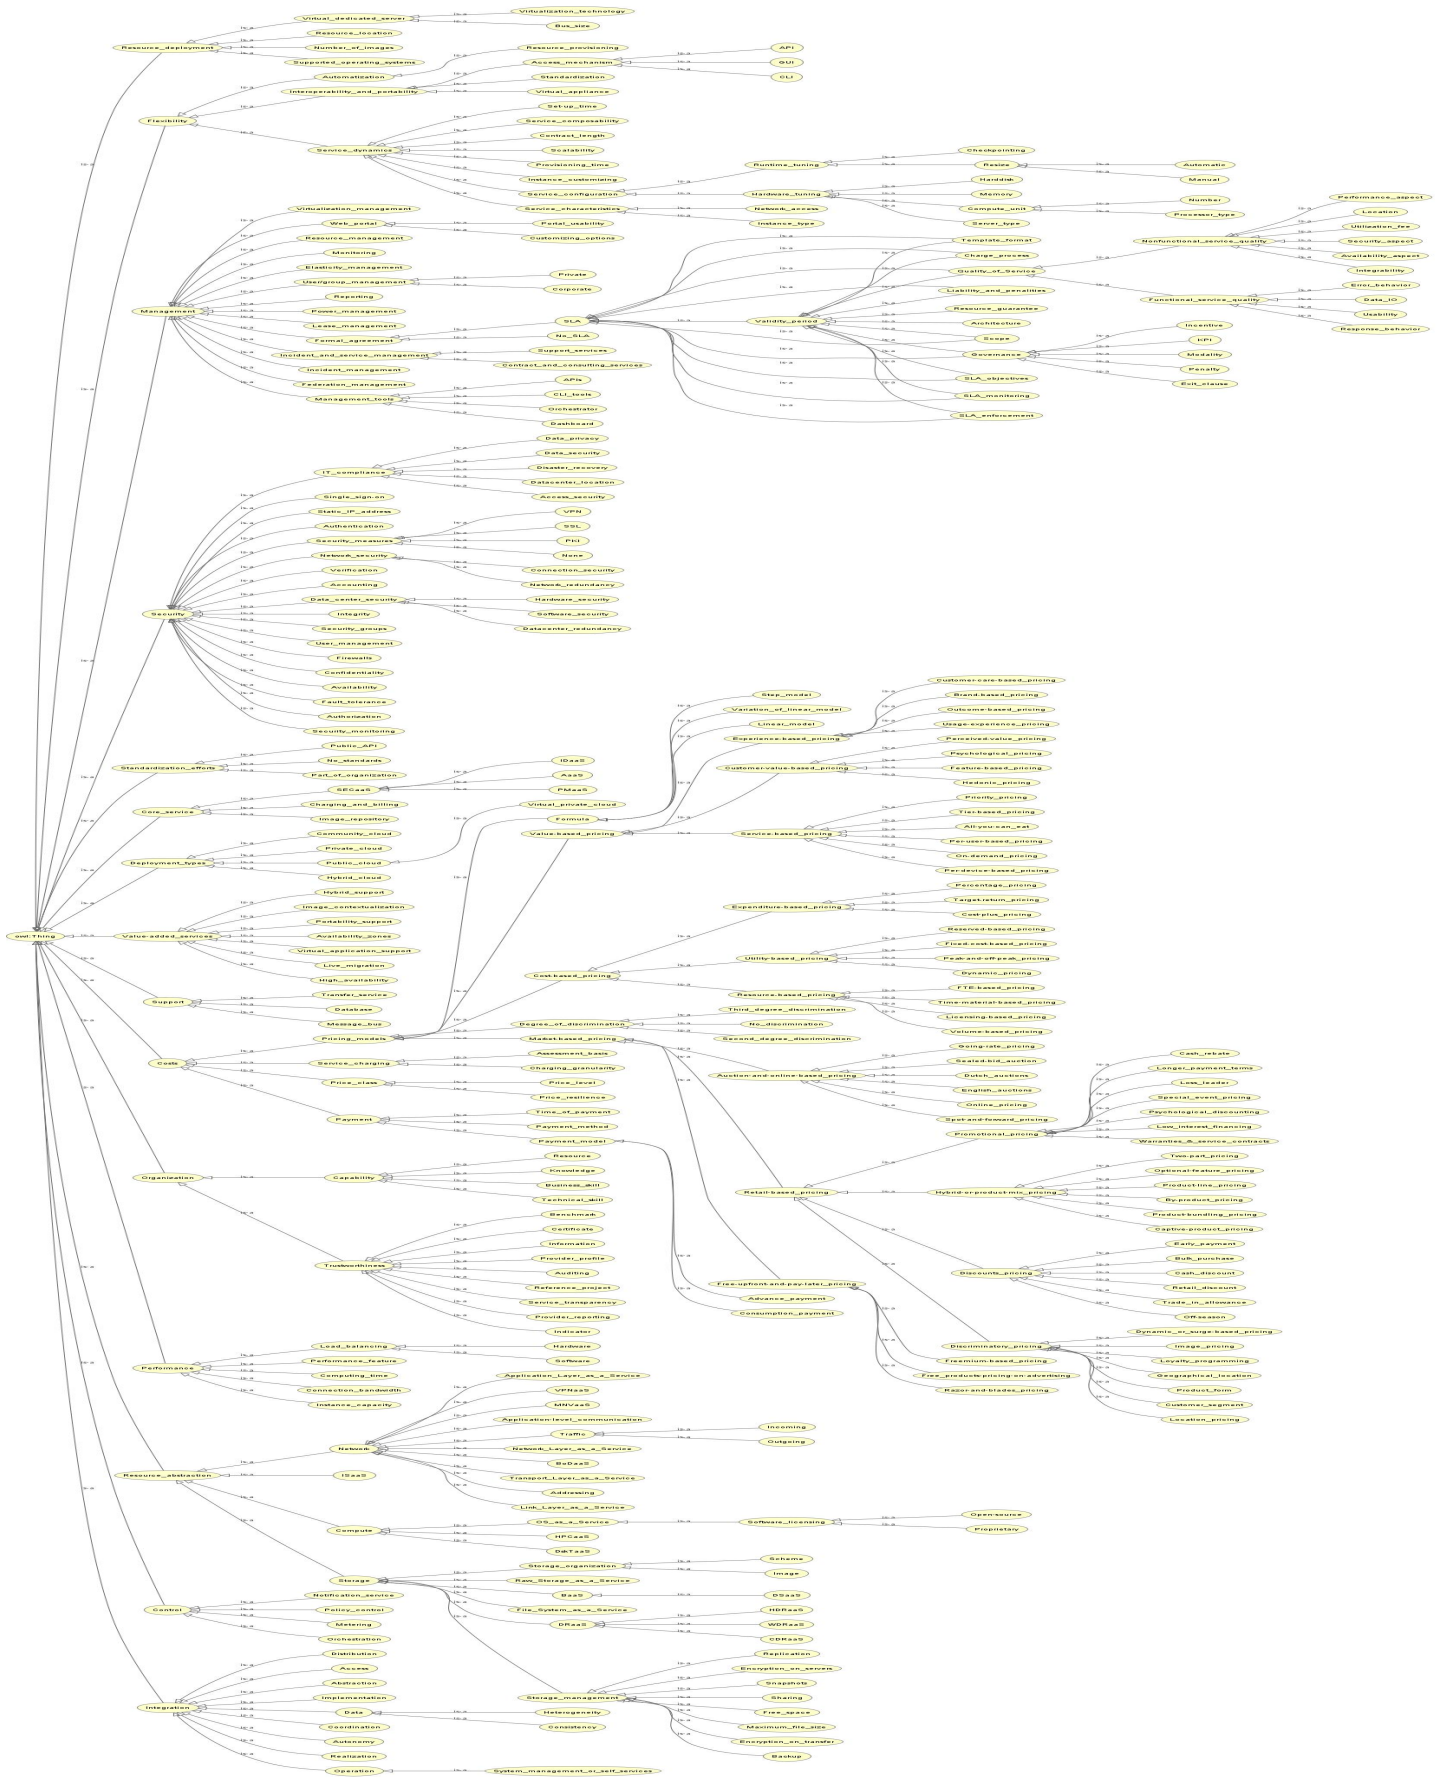 owl:Thing
Resource_deployment
Virtual_dedicated_server
Virtualization_technology
Bus_size
Resource_location
Number_of_images
Supported_operating_systems
Flexibility
Automatization
Resource_provisioning
Interoperability_and_portability
Access_mechanism
API
GUI
CLI
Standardization
Virtual_appliance
Service_dynamics
Set-up_time
Service_composability
Contract_length
Scalability
Provisioning_time
Instance_customizing
Service_configuration
Runtime_tuning
Checkpointing
Resize
Automatic
Manual
Hardware_tuning
Harddisk
Memory
Compute_unit
Number
Processor_type
Service_characteristics
Network_access
Instance_type
Server_type
Management
Virtualization_management
Web_portal
Portal_usability
Customizing_options
Resource_management
Monitoring
Elasticity_management
User/group_management
Private
Corporate
Reporting
Power_management
Lease_management
Formal_agreement
SLA
No_SLA
Template_format
Charge_process
Quality_of_Service
Nonfunctional_service_quality
Performance_aspect
Location
Utilization_fee
Security_aspect
Availability_aspect
Integrability
Functional_service_quality
Error_behavior
Data_IO
Usability
Response_behavior
Liability_and_penalities
Validity_period
Resource_guarantee
Architecture
Scope
Governance
Incentive
KPI
Modality
Penalty
Exit_clause
SLA_objectives
SLA_monitoring
SLA_enforcement
Incident_and_service_management
Support_services
Contract_and_consulting_services
Incident_management
Federation_management
Management_tools
APIs
CLI_tools
Orchestrator
Dashboard
Security
IT_compliance
Data_privacy
Data_security
Disaster_recovery
Datacenter_location
Access_security
Single_sign-on
Static_IP_address
Authentication
Security_measures
VPN
SSL
PKI
None
Network_security
Connection_security
Network_redundancy
Verification
Accounting
Data_center_security
Hardware_security
Software_security
Datacenter_redundancy
Integrity
Security_groups
User_management
Firewalls
Confidentiality
Availability
Fault_tolerance
Authorization
Security_monitoring
Standardization_efforts
Public_API
No_standards
Part_of_organization
Core_service
SECaaS
IDaaS
AaaS
PMaaS
Charging_and_billing
Image_repository
Deployment_types
Community_cloud
Private_cloud
Public_cloud
Virtual_private_cloud
Hybrid_cloud
Value-added_services
Hybrid_support
Image_contextualization
Portability_support
Availability_zones
Virtual_application_support
Live_migration
High_availability
Support
Transfer_service
Database
Message_bus
Costs
Pricing_models
Formula
Step_model
Variation_of_linear_model
Linear_model
Value-based_pricing
Experience-based_pricing
Customer-care-based_pricing
Brand-based_pricing
Outcome-based_pricing
Usage-experience_pricing
Customer-value-based_pricing
Perceived-value_pricing
Psychological_pricing
Feature-based_pricing
Hedonic_pricing
Service-based_pricing
Priority_pricing
Tier-based_pricing
All-you-can_eat
Per-user-based_pricing
On-demand_pricing
Per-device-based_pricing
Cost-based_pricing
Expenditure-based_pricing
Percentage_pricing
Target-return_pricing
Cost-plus_pricing
Utility-based_pricing
Reserved-based_pricing
Fixed-cost-based_pricing
Peak-and-off-peak_pricing
Dynamic_pricing
Resource-based_pricing
FTE-based_pricing
Time-material-based_pricing
Licensing-based_pricing
Volume-based_pricing
Degree_of_discrimination
Third_degree_discrimination
No_discrimination
Second_degree_discrimination
Market-based_pricing
Auction-and-online-based_pricing
Going-rate_pricing
Sealed-bid_auction
Dutch_auctions
English_auctions
Online_pricing
Spot-and-forward_pricing
Retail-based_pricing
Promotional_pricing
Cash_rebate
Longer_payment_terms
Loss_leader
Special_event_pricing
Psychological_discounting
Low_interest_financing
Warranties_&_service_contracts
Hybrid-or-product-mix_pricing
Two-part_pricing
Optional-feature_pricing
Product-line_pricing
By-product_pricing
Product-bundling_pricing
Captive-product_pricing
Discounts_pricing
Early_payment
Bulk_purchase
Cash_discount
Retail_discount
Trade_in_allowance
Off-season
Discriminatory_pricing
Dynamic_or_surge-based_pricing
Image_pricing
Loyalty_programming
Geographical_location
Product_form
Customer_segment
Location_pricing
Free-upfront-and-pay-later_pricing
Freemium-based_pricing
Free_products-pricing-on-advertising
Razor-and-blades_pricing
Service_charging
Assessment_basis
Charging_granularity
Price_class
Price_level
Price_resilience
Payment
Time_of_payment
Payment_method
Payment_model
Advance_payment
Consumption_payment
Organization
Capability
Resource
Knowledge
Business_skill
Technical_skill
Trustworthiness
Benchmark
Certificate
Information
Provider_profile
Auditing
Reference_project
Service_transparency
Provider_reporting
Indicator
Performance
Load_balancing
Hardware
Software
Performance_feature
Computing_time
Connection_bandwidth
Instance_capacity
Resource_abstraction
Network
Application_Layer_as_a_Service
VPNaaS
MNVaaS
Application-level_communication
Traffic
Incoming
Outgoing
Network_Layer_as_a_Service
BoDaaS
Transport_Layer_as_a_Service
Addressing
Link_Layer_as_a_Service
ISaaS
Compute
OS_as_a_Service
Software_licensing
Open-source
Proprietary
HPCaaS
DskTaaS
Storage
Storage_organization
Scheme
Image
Raw_Storage_as_a_Service
BaaS
DSaaS
File_System_as_a_Service
DRaaS
HDRaaS
WDRaaS
CDRaaS
Storage_management
Replication
Encryption_on_servers
Snapshots
Sharing
Free_space
Maximum_file_size
Encryption_on_transfer
Backup
Control
Notification_service
Policy_control
Metering
Orchestration
Integration
Distribution
Access
Abstraction
Implementation
Data
Heterogeneity
Consistency
Coordination
Autonomy
Realization
Operation
System_management_or_self_services